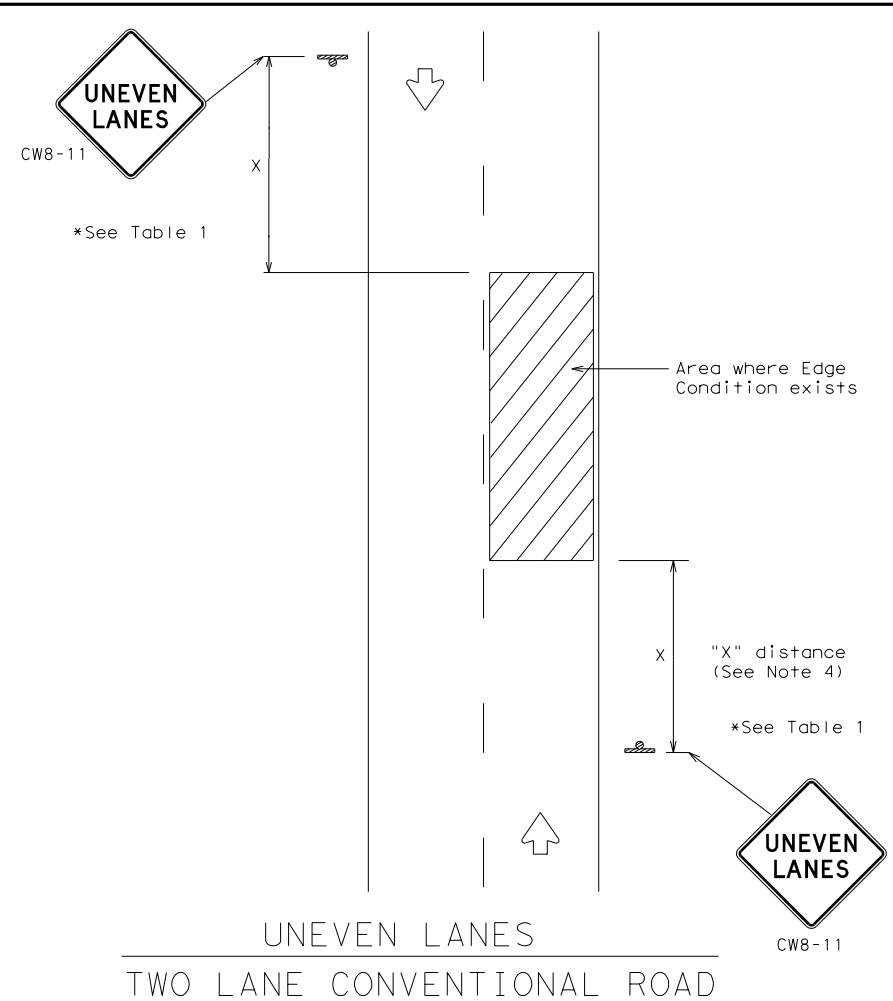 UNEVEN
LANES
CW8-11
X
*See Table 1
Area where Edge
Condition exists
X
"X" distance
(See Note 4)
*See Table 1
UNEVEN
LANES
CW8-11
UNEVEN LANES
TWO LANE CONVENTIONAL ROAD